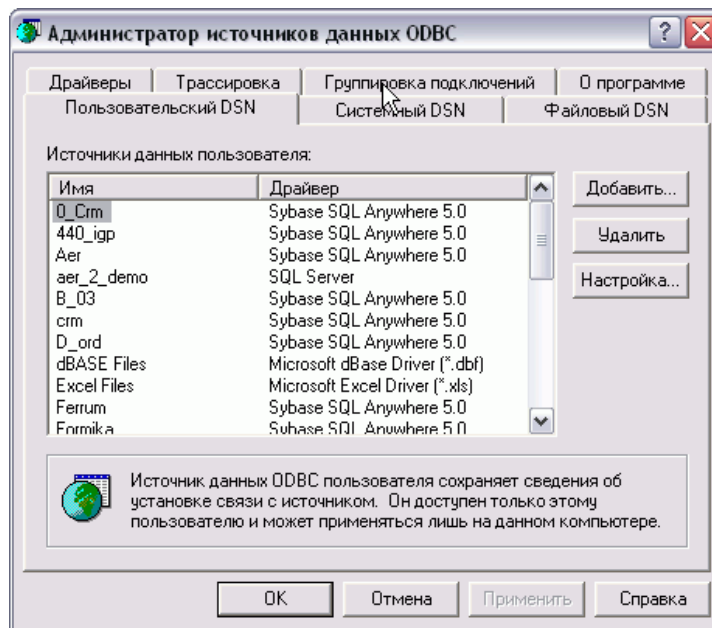 Администратор источников данных ODBC
Драйверы Трассировка Группировка подключений О программе
Пользовательский DSN Системный DSN Файловый DSN
Источники данных пользователя:
Имя Драйвер
0_Crm Sybase SQL Anywhere 5.0
440_igp Sybase SQL Anywhere 5.0
Aer Sybase SQL Anywhere 5.0
aer_2_demo SQL Server
B_03 Sybase SQL Anywhere 5.0
crm Sybase SQL Anywhere 5.0
D_ord Sybase SQL Anywhere 5.0
dBASE Files Microsoft dBase Driver (*.dbf)
Excel Files Microsoft Excel Driver (*.xls)
Ferrum Sybase SQL Anywhere 5.0
Formika Sybase SQL Anywhere 5.0
Добавить...
Удалить
Настройка...
Источник данных ODBC пользователя сохраняет сведения об
установке связи с источником. Он доступен только этому
пользователю и может применяться лишь на данном компьютере.
OK Отмена Применить Справка